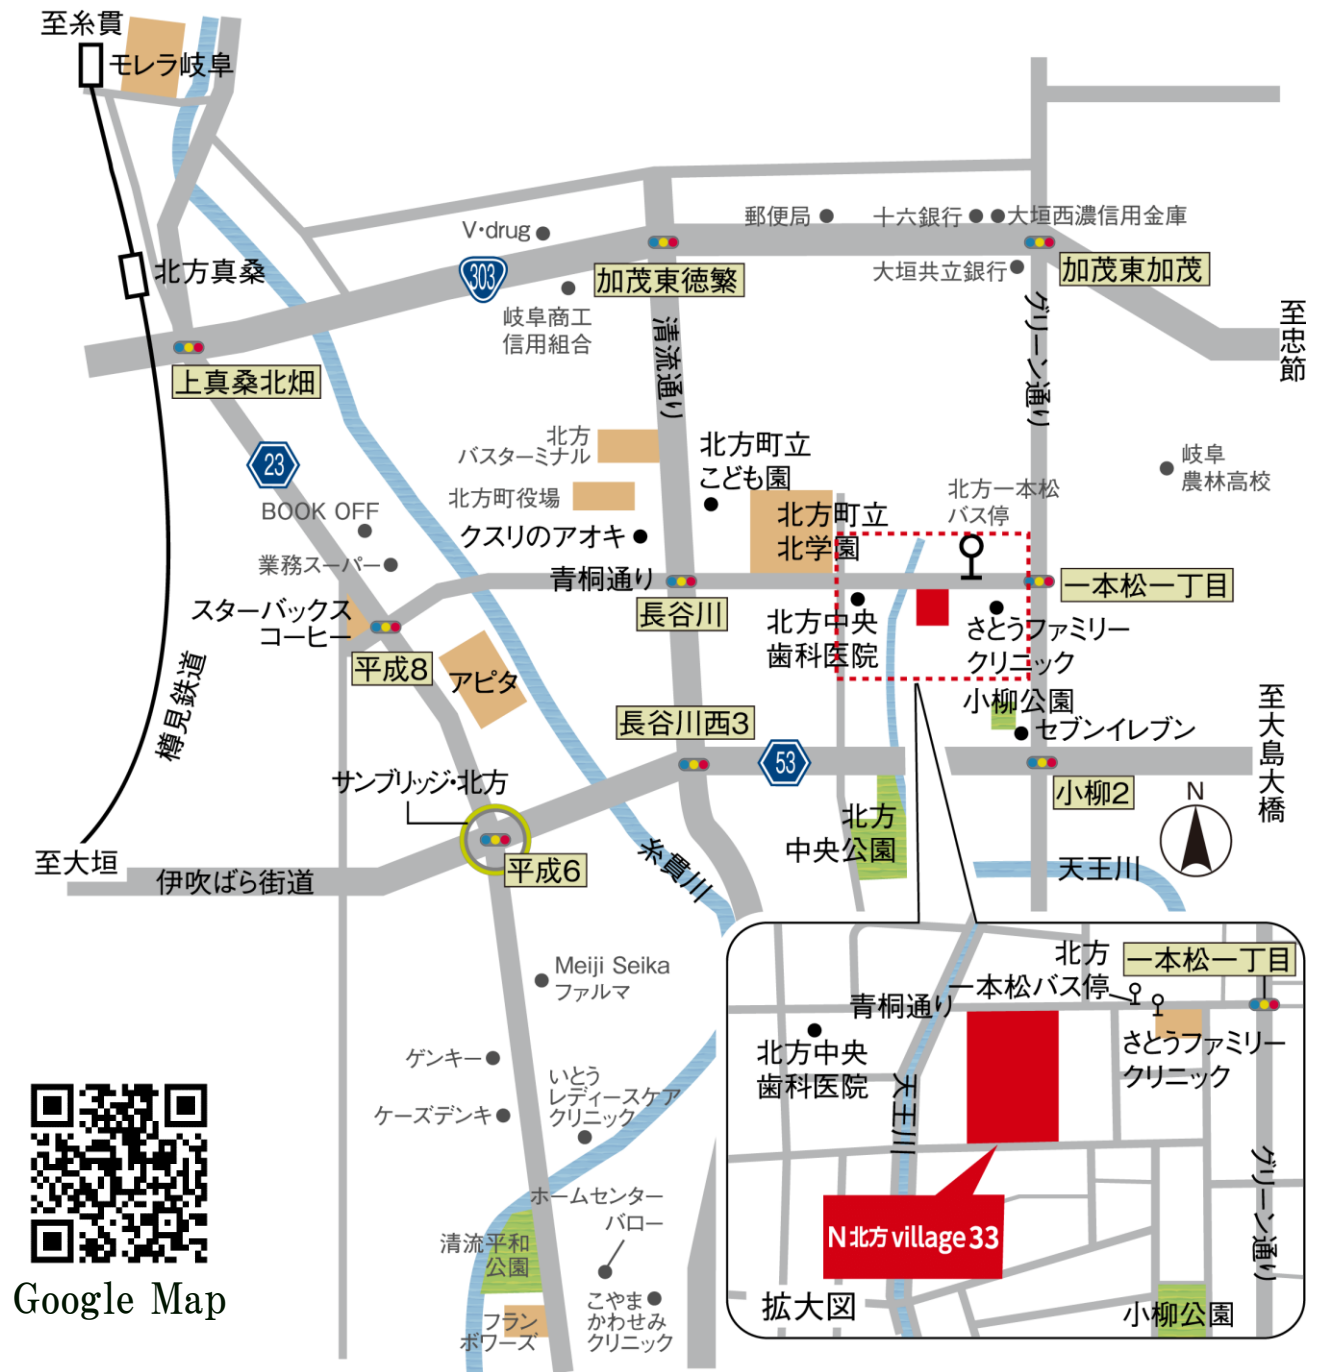 至糸貫
モレラ岐阜
北方真桑
V・drug
303
岐阜商工
信用組合
加茂東徳繁
郵便局
十六銀行
大垣西濃信用金庫
大垣共立銀行
加茂東加茂
至忠節
清流通り
グリーン通り
上真桑北畑
23
BOOK OFF
業務スーパー
スターバックス
コーヒー
平成8
アピタ
樽見鉄道
北方
バスターミナル
北方町役場
クスリのアオキ
青桐通り
北方町立
こども園
北方町立
北学園
長谷川
北方一本松
バス停
岐阜
農林高校
一本松一丁目
北方中央
歯科医院
さとうファミリー
クリニック
小柳公園
セブンイレブン
至大島大橋
長谷川西3
53
小柳2
N
サンブリッジ・北方
平成6
至大垣
伊吹ばら街道
糸貫川
北方
中央公園
天王川
Meiji Seika
ファルマ
ゲンキー
ケーズデンキ
いとう
レディースケア
クリニック
ホームセンター
バロー
清流平和
公園
フラン
ボワーズ
こやま
かわせみ
クリニック
Google Map
北方
一本松バス停
一本松一丁目
青桐通り
北方中央
歯科医院
さとうファミリー
クリニック
天王川
グリーン通り
N北方village33
拡大図
小柳公園